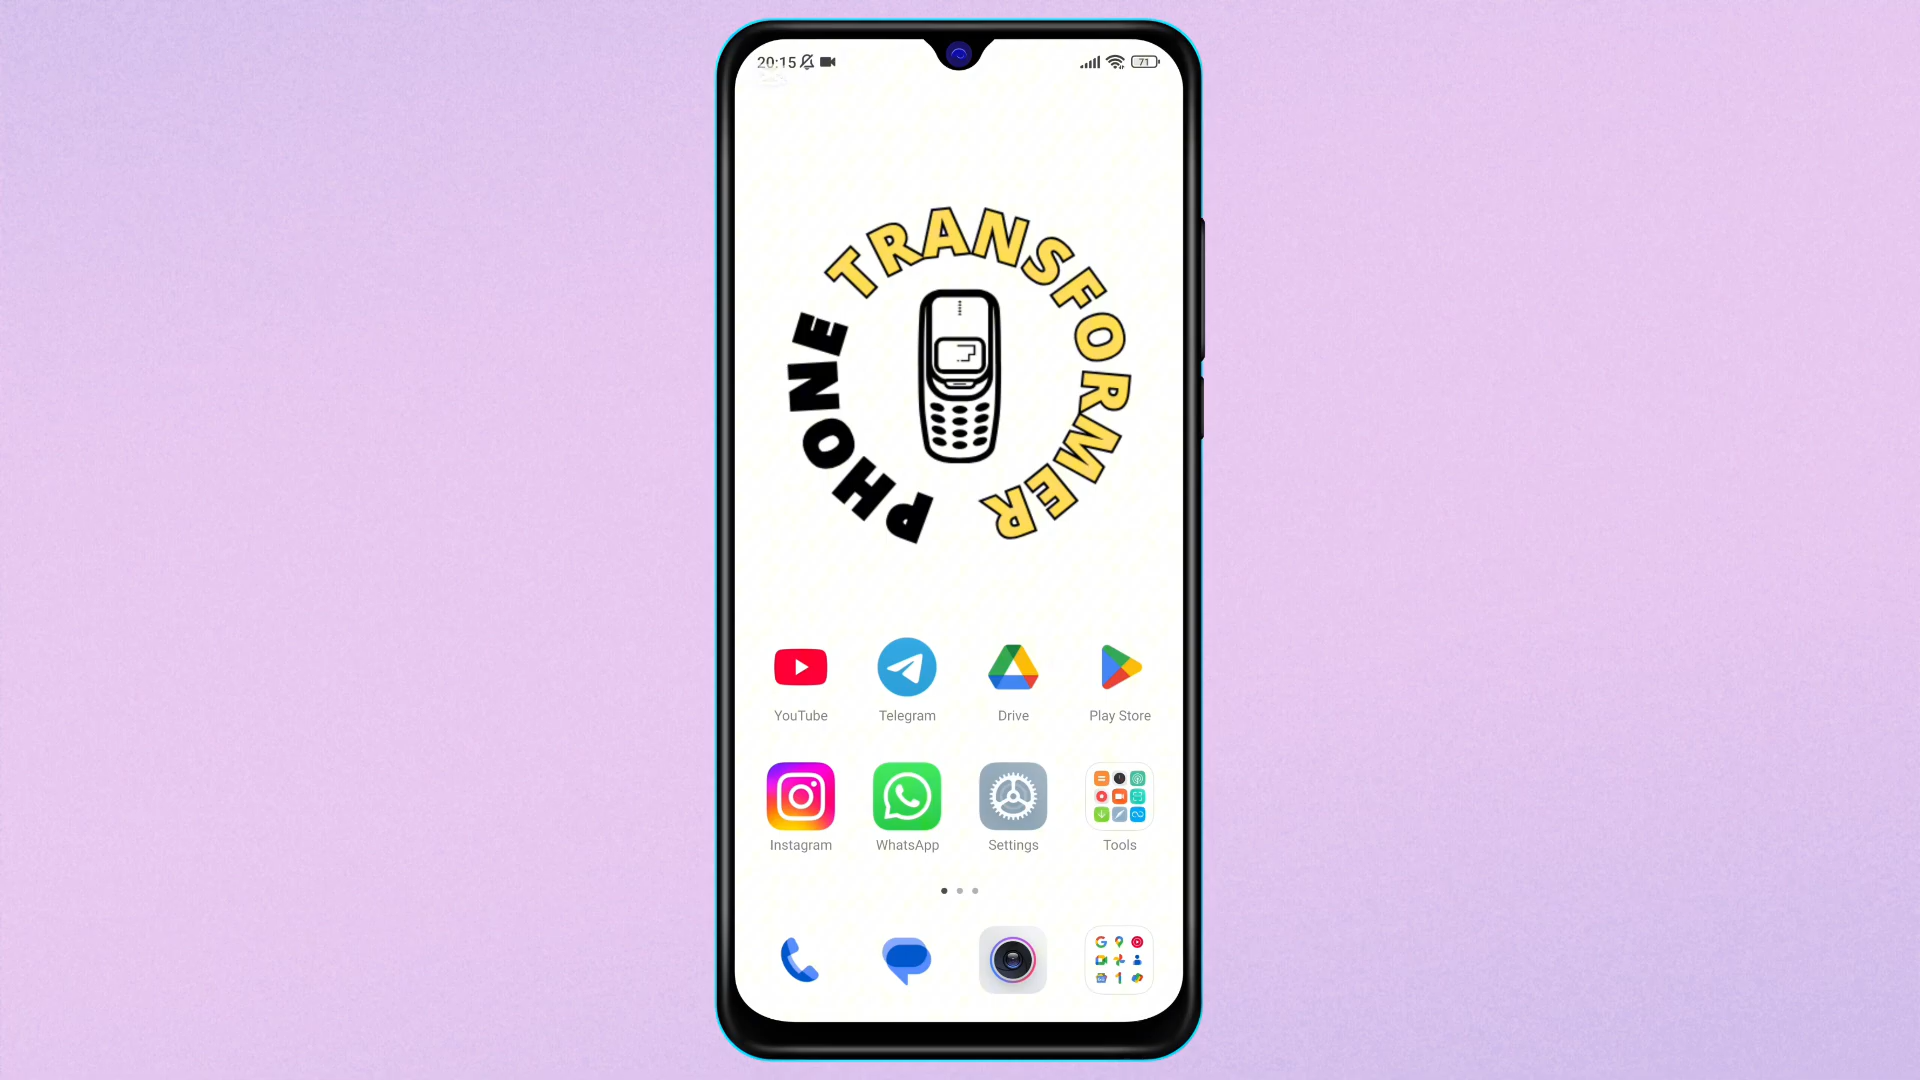 20:15
71
PHONE TRANSFORMER
YouTube
Telegram
Drive
Play Store
Instagram
WhatsApp
Settings
Tools